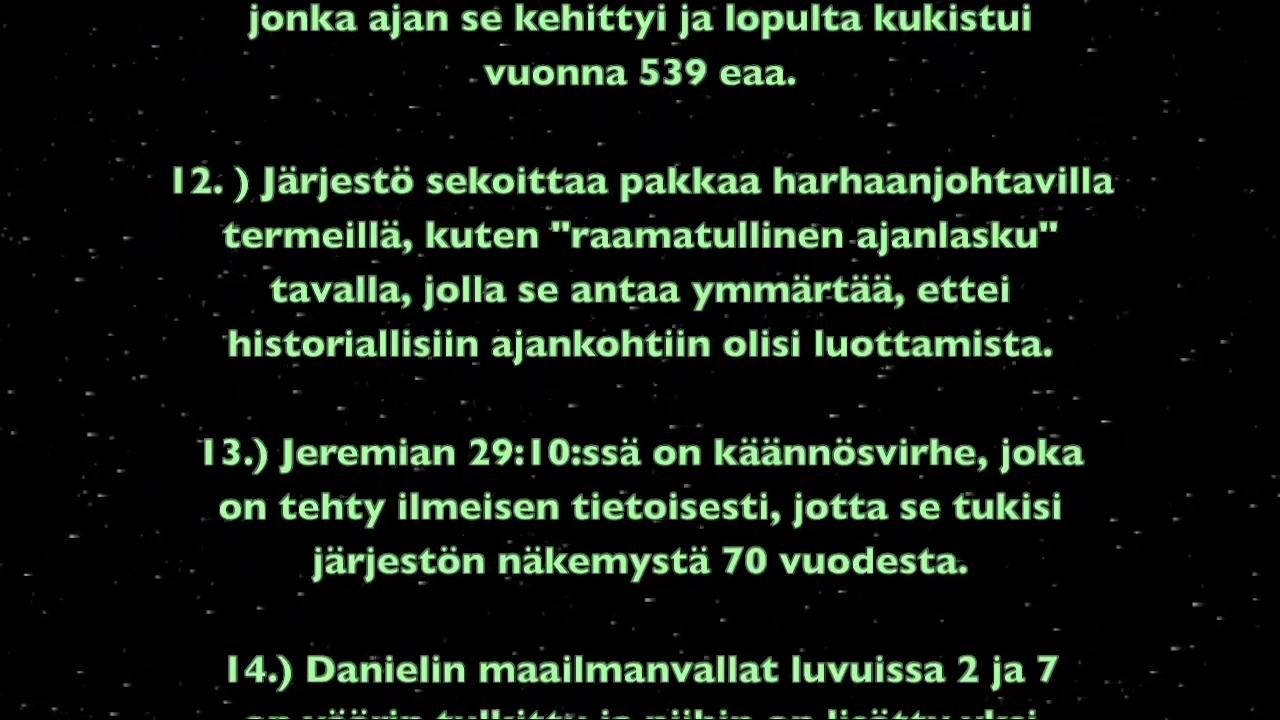 jonka ajan se kehittyi ja lopulta kukistui
vuonna 539 eaa.
12. ) Järjestö sekoittaa pakkaa harhaanjohtavilla
termeillä, kuten "raamatullinen ajanlasku"
tavalla, jolla se antaa ymmärtää, ettei
historiallisiin ajankohtiin olisi luottamista.
13.) Jeremian 29:10:ssä on käännösvirhe, joka
on tehty ilmeisen tietoisesti, jotta se tukisi
järjestön näkemystä 70 vuodesta.
14.) Danielin maailmanvallat luvuissa 2 ja 7